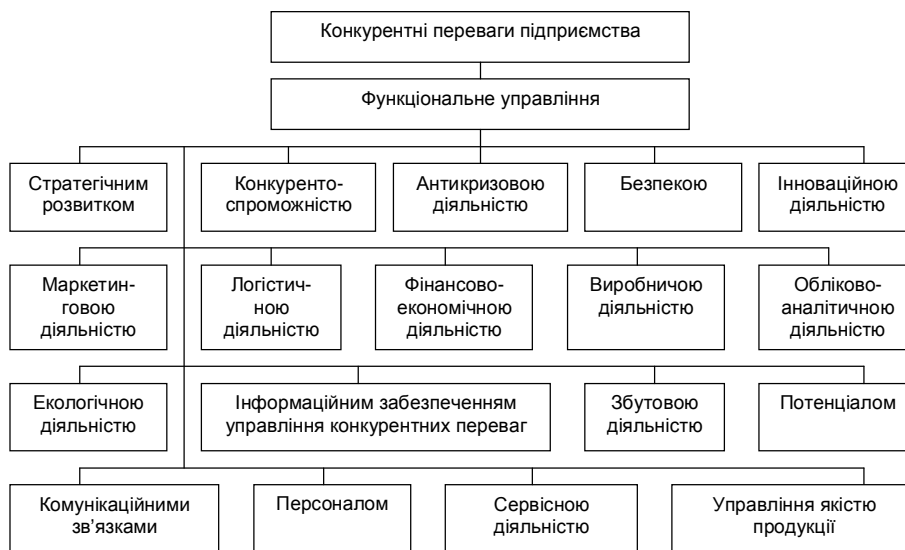 Конкурентні переваги підприємства
Функціональне управління
Стратегічним
розвитком
Конкуренто-
спроможністю
Антикризовою
діяльністю
Безпекою
Інноваційною
діяльністю
Маркетин-
говою
діяльністю
Логістич-
ною
діяльністю
Фінансово-
економічною
діяльністю
Виробничою
діяльністю
Обліково-
аналітичною
діяльністю
Екологічною
діяльністю
Інформаційним забезпеченням
управління конкурентних переваг
Збутовою
діяльністю
Потенціалом
Комунікаційними
зв’язками
Персоналом
Сервісною
діяльністю
Управління якістю
продукції